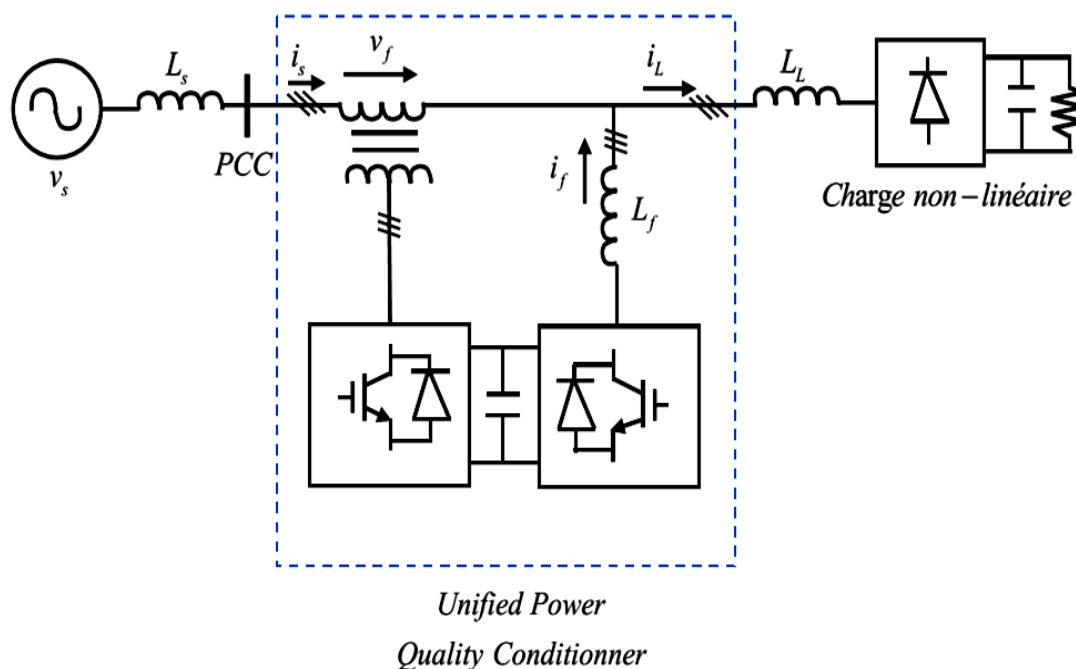 L_s
i_s
v_f
i_L
L_L
v_s
PCC
i_f
L_f
Charge non–linéaire
Unified Power
Quality Conditionner